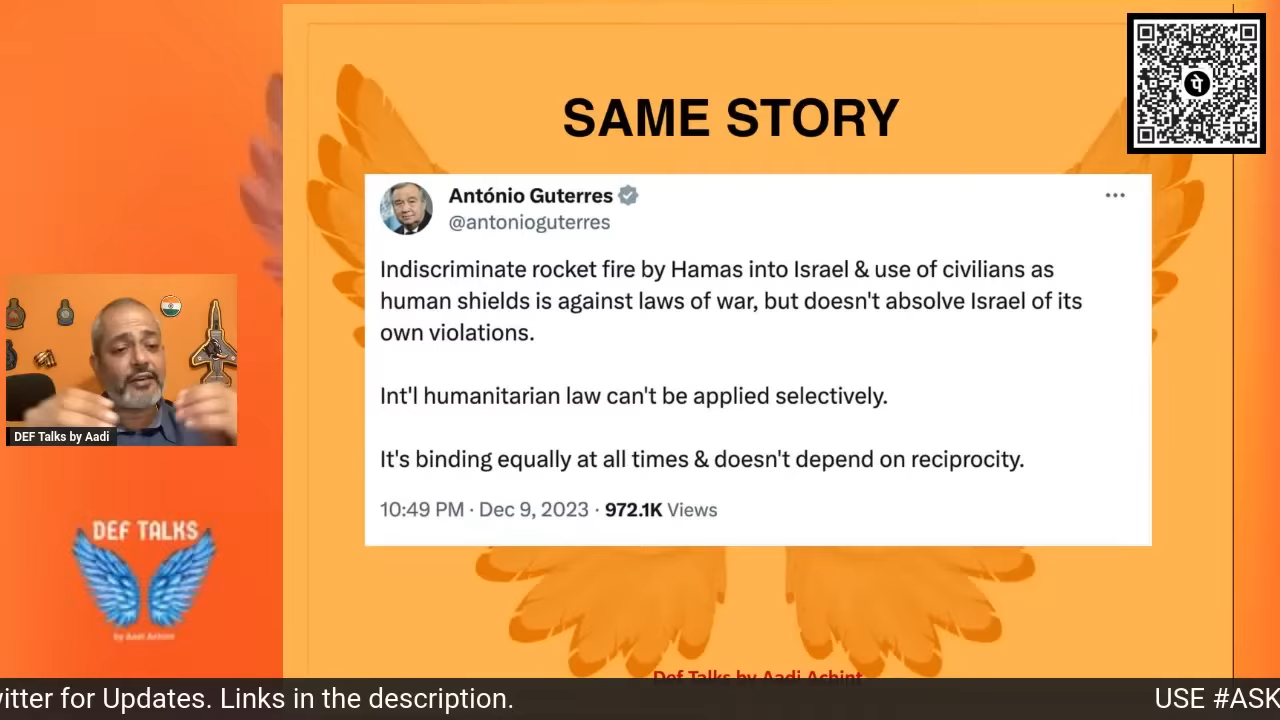 SAME STORY
पे
António Guterres
@antonioguterres
Indiscriminate rocket fire by Hamas into Israel & use of civilians as
human shields is against laws of war, but doesn't absolve Israel of its
own violations.
Int'l humanitarian law can't be applied selectively.
It's binding equally at all times & doesn't depend on reciprocity.
10:49 PM · Dec 9, 2023 · 972.1K Views
DEF Talks by Aadi
DEF TALKS
by Aadi Achint
Def Talks by Aadi Achint
witter for Updates. Links in the description.
USE #ASK